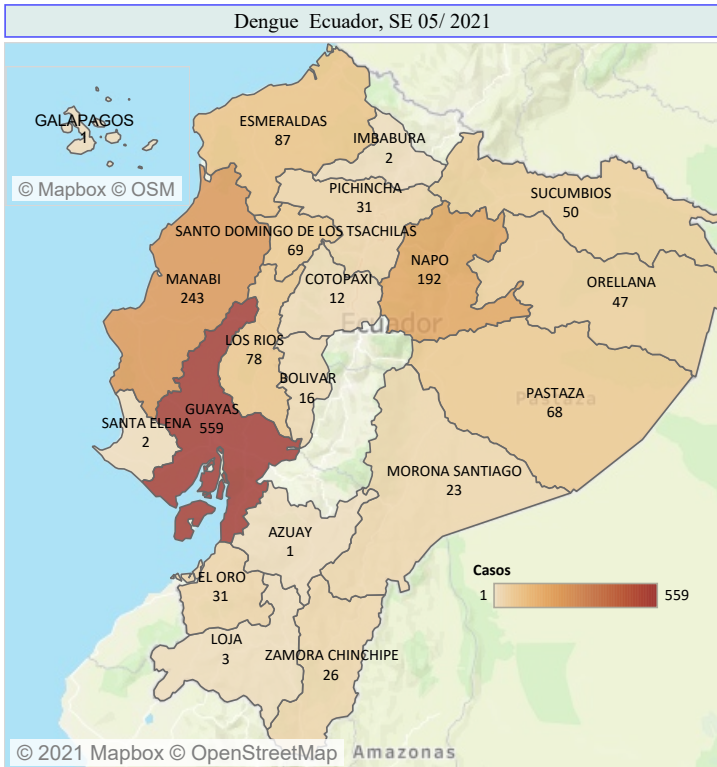 Dengue Ecuador, SE 05/ 2021
GALAPAGOS
1
© Mapbox © OSM
ESMERALDAS
87
IMBABURA
2
PICHINCHA
31
SUCUMBIOS
50
SANTO DOMINGO DE LOS TSACHILAS
69
MANABI
243
COTOPAXI
12
NAPO
192
ORELLANA
47
Ecuador
LOS RIOS
78
BOLIVAR
16
PASTAZA
68
Pastaza
SANTA ELENA
2
GUAYAS
559
MORONA SANTIAGO
23
AZUAY
1
EL ORO
31
Casos
1 559
LOJA
3
ZAMORA CHINCHIPE
26
© 2021 Mapbox © OpenStreetMap
Amazonas